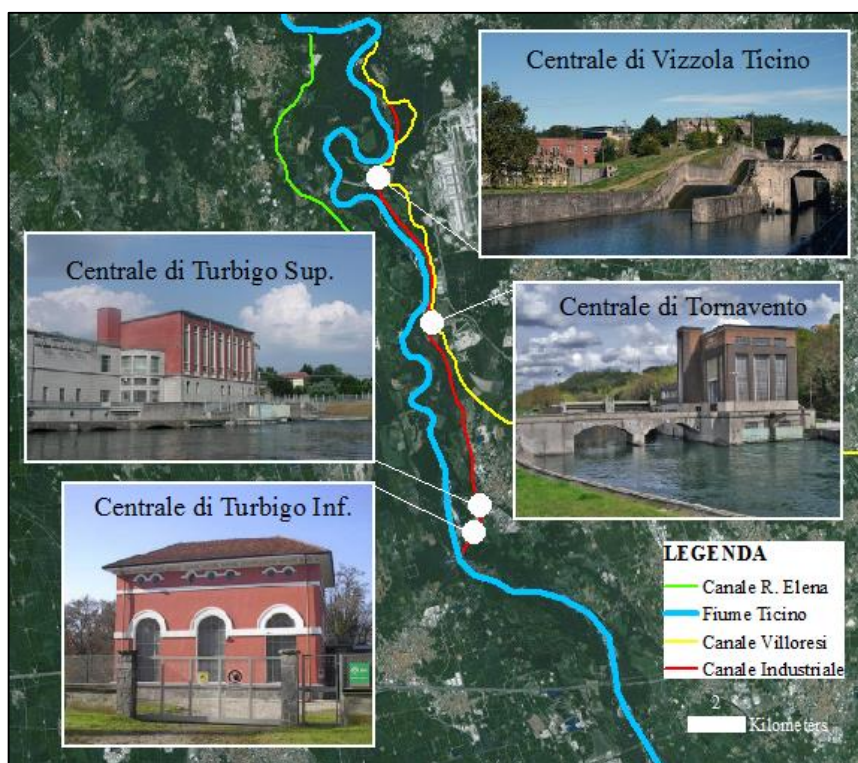 Centrale di Vizzola Ticino
Centrale di Turbigo Sup.
Centrale di Tornavento
Centrale di Turbigo Inf.
LEGENDA
Canale R. Elena
Fiume Ticino
Canale Villoresi
Canale Industriale
2
Kilometers